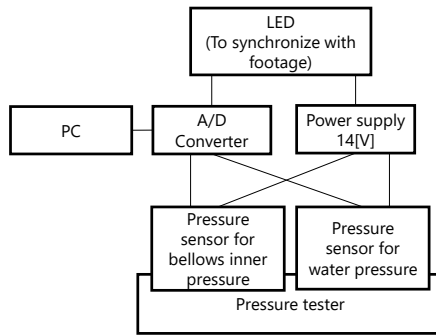 LED
(To synchronize with
footage)
PC
A/D
Converter
Power supply
14[V]
Pressure
sensor for
bellows inner
pressure
Pressure
sensor for
water pressure
Pressure tester